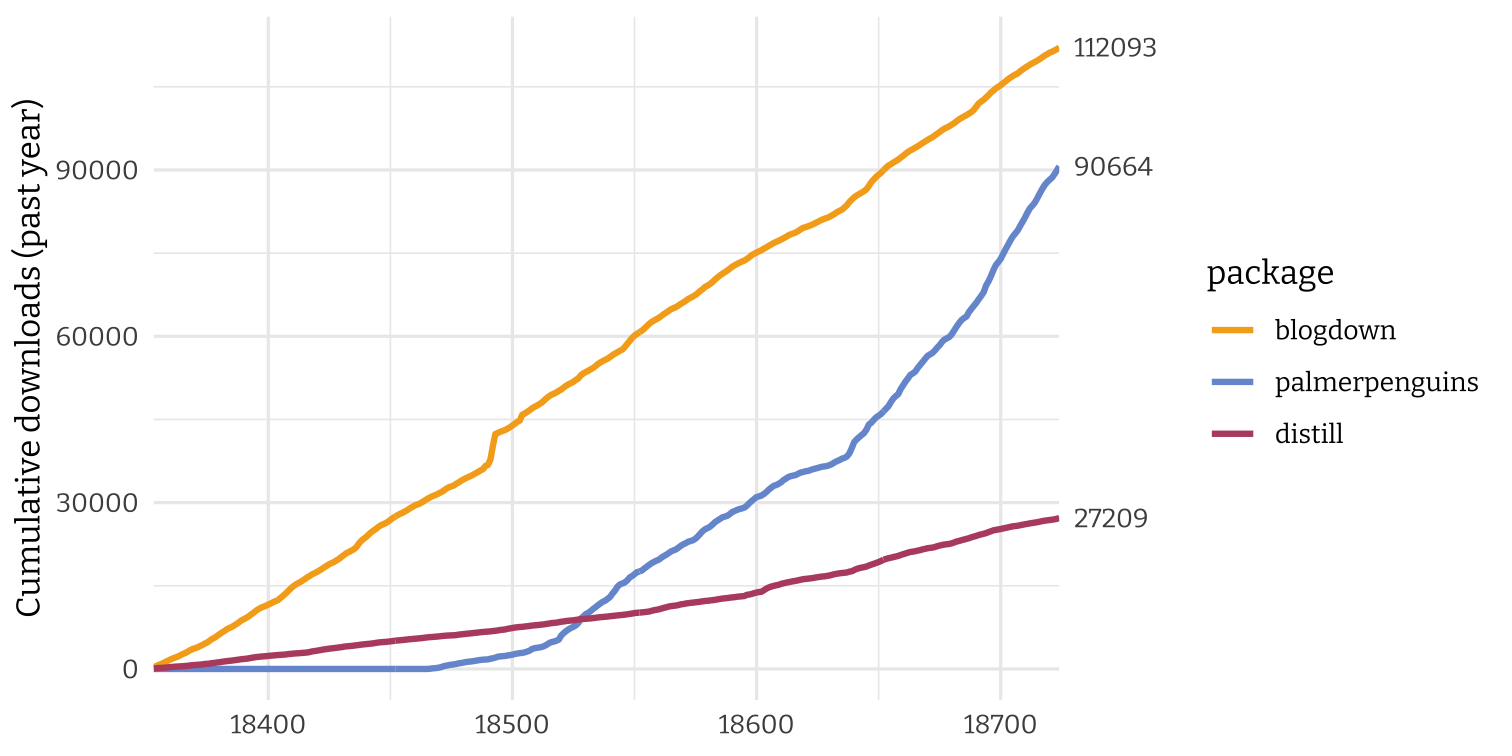 Cumulative downloads (past year)
90000
60000
30000
0
18400
18500
18600
18700
112093
90664
27209
package
blogdown
palmerpenguins
distill